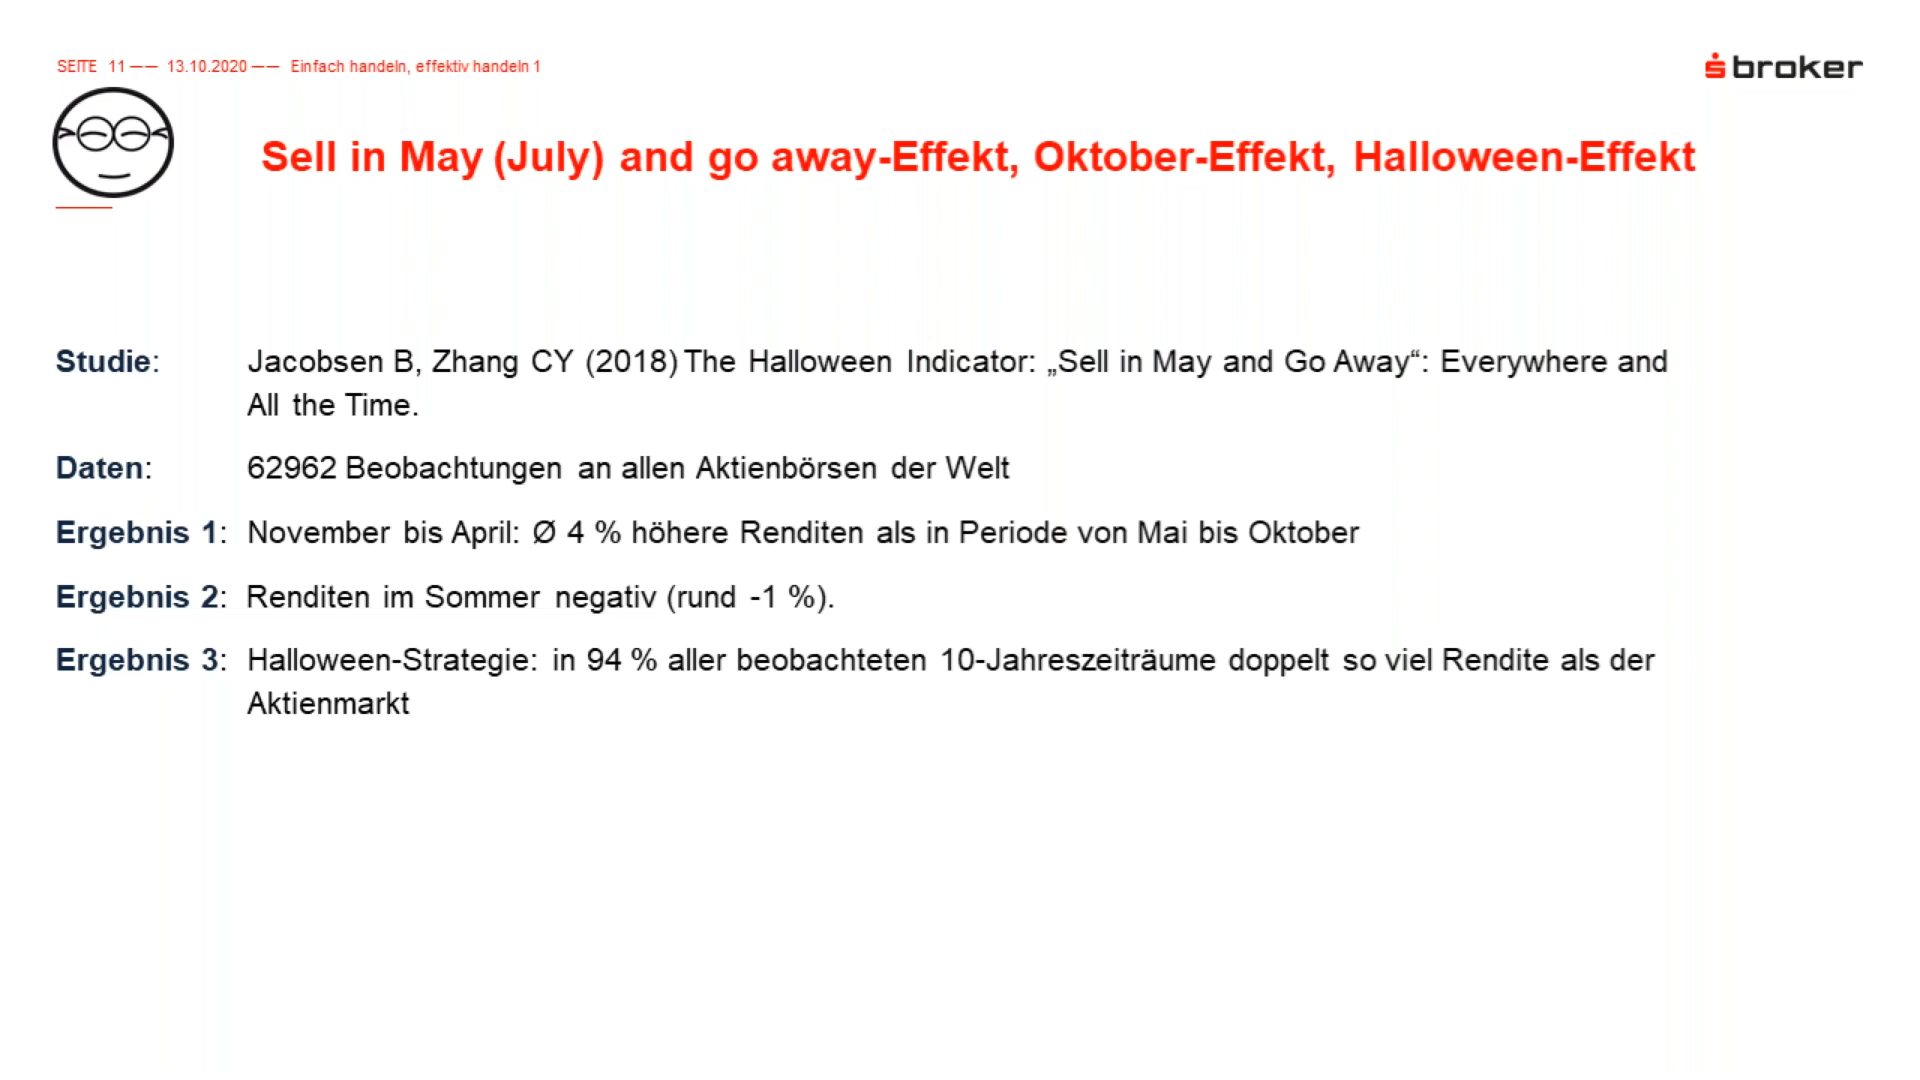 SEITE 11 —— 13.10.2020 —— Einfach handeln, effektiv handeln 1
broker
Sell in May (July) and go away-Effekt, Oktober-Effekt, Halloween-Effekt
Studie: Jacobsen B, Zhang CY (2018) The Halloween Indicator: „Sell in May and Go Away“: Everywhere and
All the Time.
Daten: 62962 Beobachtungen an allen Aktienbörsen der Welt
Ergebnis 1: November bis April: Ø 4 % höhere Renditen als in Periode von Mai bis Oktober
Ergebnis 2: Renditen im Sommer negativ (rund -1 %).
Ergebnis 3: Halloween-Strategie: in 94 % aller beobachteten 10-Jahreszeiträume doppelt so viel Rendite als der
Aktienmarkt